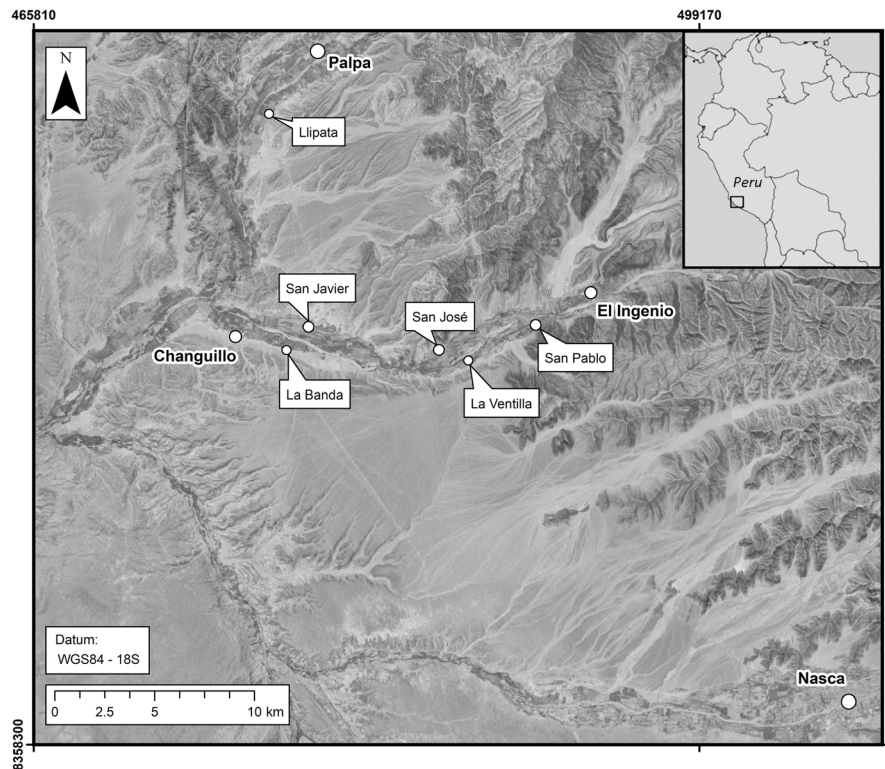 465810
499170
N
Palpa
Llipata
Peru
San Javier
El Ingenio
San José
Changuillo
San Pablo
La Banda
La Ventilla
Datum:
WGS84 - 18S
0 2.5 5 10 km
Nasca
8358300